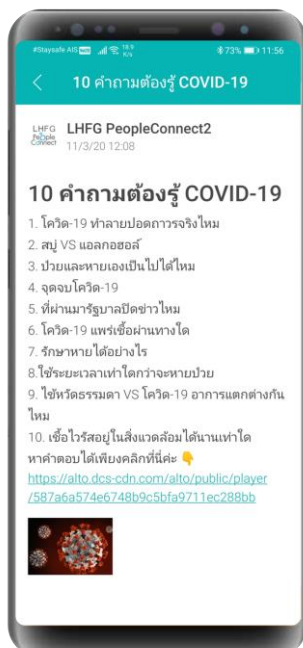 #Staysafe AIS 18.9 K/s 73% 11:56
10 คำถามต้องรู้ COVID-19
LHFG People Connect
LHFG PeopleConnect2
11/3/20 12:08
10 คำถามต้องรู้ COVID-19
1. โควิด-19 ทำลายปอดถาวรจริงไหม
2. สบู่ VS แอลกอฮอล์
3. ป่วยและหายเองเป็นไปได้ไหม
4. จุดจบโควิด-19
5. ที่ผ่านมารัฐบาลปิดข่าวไหม
6. โควิด-19 แพร่เชื้อผ่านทางใด
7. รักษาหายได้อย่างไร
8.ใช้ระยะเวลาเท่าใดกว่าจะหายป่วย
9. ไข้หวัดธรรมดา VS โควิด-19 อาการแตกต่างกัน
ไหม
10. เชื้อไวรัสอยู่ในสิ่งแวดล้อมได้นานเท่าใด
หาคำตอบได้เพียงคลิกที่นี่ค่ะ 👇
https://alto.dcs-cdn.com/alto/public/player
/587a6a574e6748b9c5bfa9711ec288bb